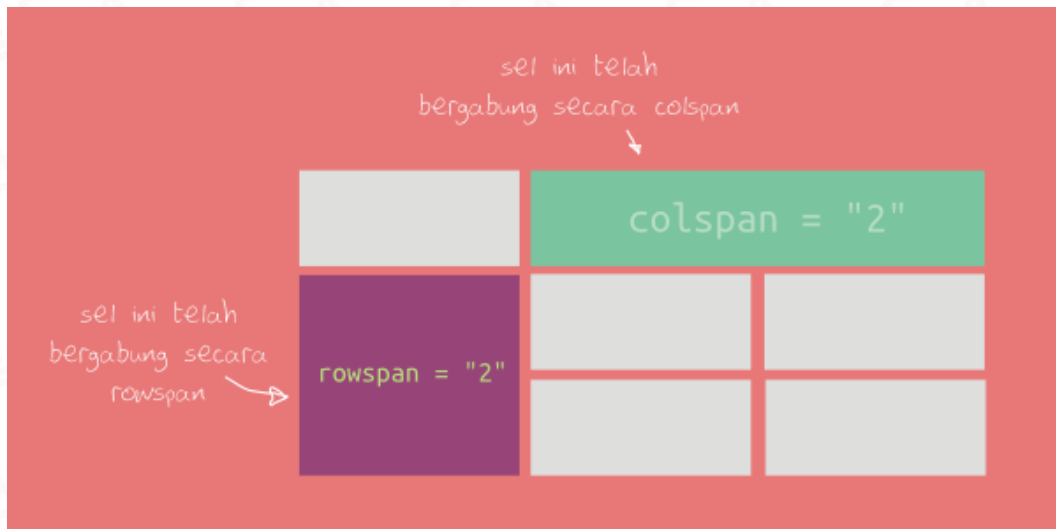 sel ini telah
bergabung secara colspan
colspan = "2"
sel ini telah
bergabung secara
rowspan
rowspan = "2"